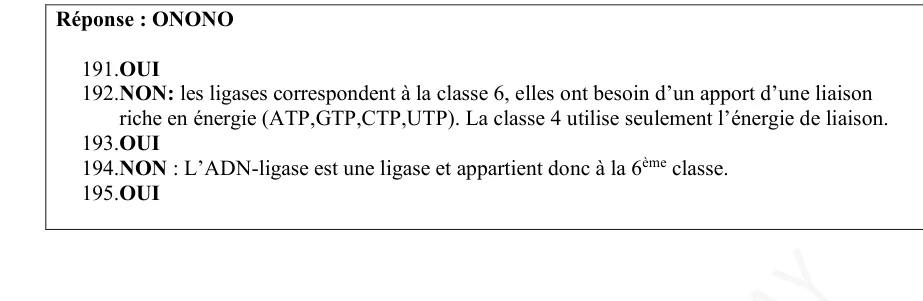 Réponse : ONONO
191.OUI
192.NON: les ligases correspondent à la classe 6, elles ont besoin d’un apport d’une liaison
riche en énergie (ATP,GTP,CTP,UTP). La classe 4 utilise seulement l’énergie de liaison.
193.OUI
194.NON : L’ADN-ligase est une ligase et appartient donc à la 6ème classe.
195.OUI